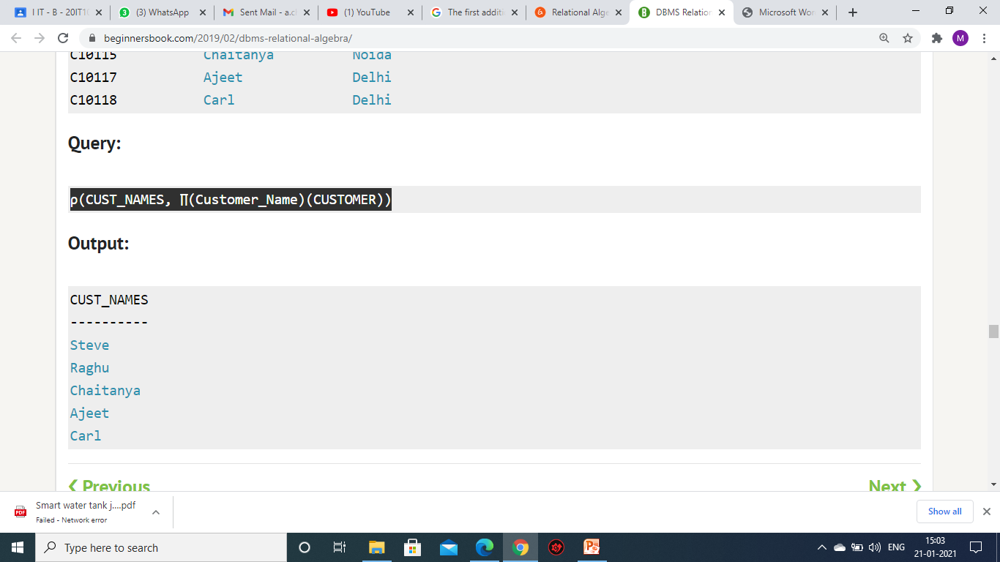 I IT - B - 20IT1
(3) WhatsApp
Sent Mail - a.c
(1) YouTube
The first additi
Relational Alge
DBMS Relation
Microsoft Wor
beginnersbook.com/2019/02/dbms-relational-algebra/
M
C10115 Chaitanya Noida
C10117 Ajeet Delhi
C10118 Carl Delhi
Query:
ρ(CUST_NAMES, ∏(Customer_Name)(CUSTOMER))
Output:
CUST_NAMES
----------
Steve
Raghu
Chaitanya
Ajeet
Carl
❮ Previous Next ❯
Smart water tank j....pdf
Failed - Network error
Show all
Type here to search
ENG
15:03
21-01-2021